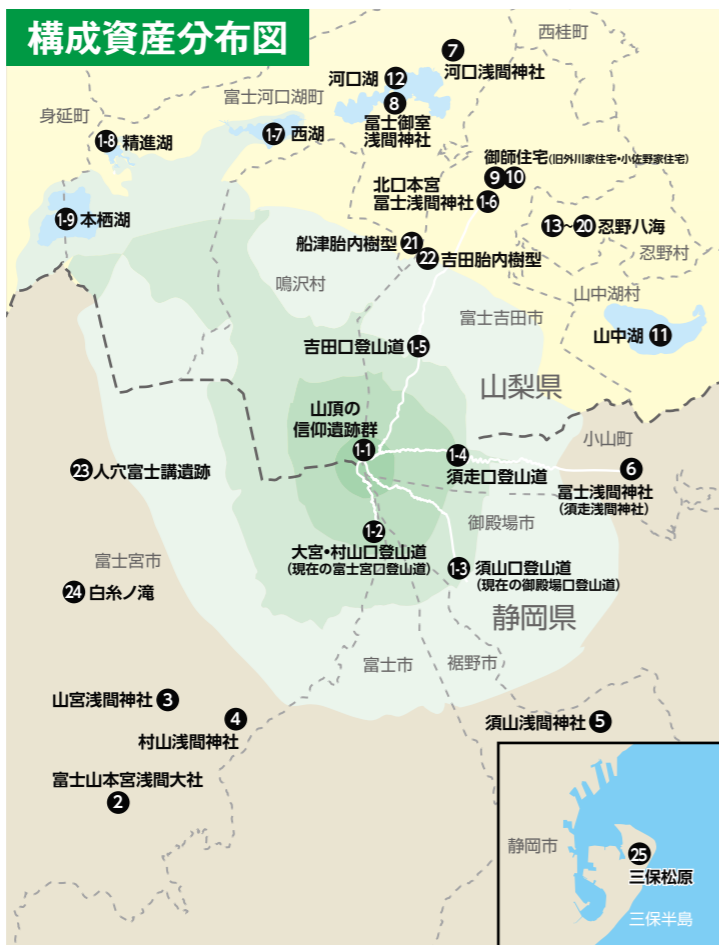 構成資産分布図
西桂町
7
河口浅間神社
河口湖 12
富士河口湖町
8
富士御室
浅間神社
身延町
1-8 精進湖
1-7 西湖
御師住宅(旧外川家住宅・小佐野家住宅)
9 10
北口本宮
冨士浅間神社 1-6
1-9 本栖湖
13~20 忍野八海
忍野村
船津胎内樹型 21
22 吉田胎内樹型
鳴沢村
山中湖村
富士吉田市
山中湖 11
吉田口登山道 1-5
山梨県
山頂の
信仰遺跡群
1-1
小山町
1-4
須走口登山道
6
冨士浅間神社
(須走浅間神社)
23 人穴富士講遺跡
御殿場市
1-2
大宮・村山口登山道
(現在の富士宮口登山道)
1-3 須山口登山道
(現在の御殿場口登山道)
富士宮市
24 白糸ノ滝
静岡県
富士市
裾野市
山宮浅間神社 3
4
村山浅間神社
須山浅間神社 5
富士山本宮浅間大社
2
静岡市
25
三保松原
三保半島